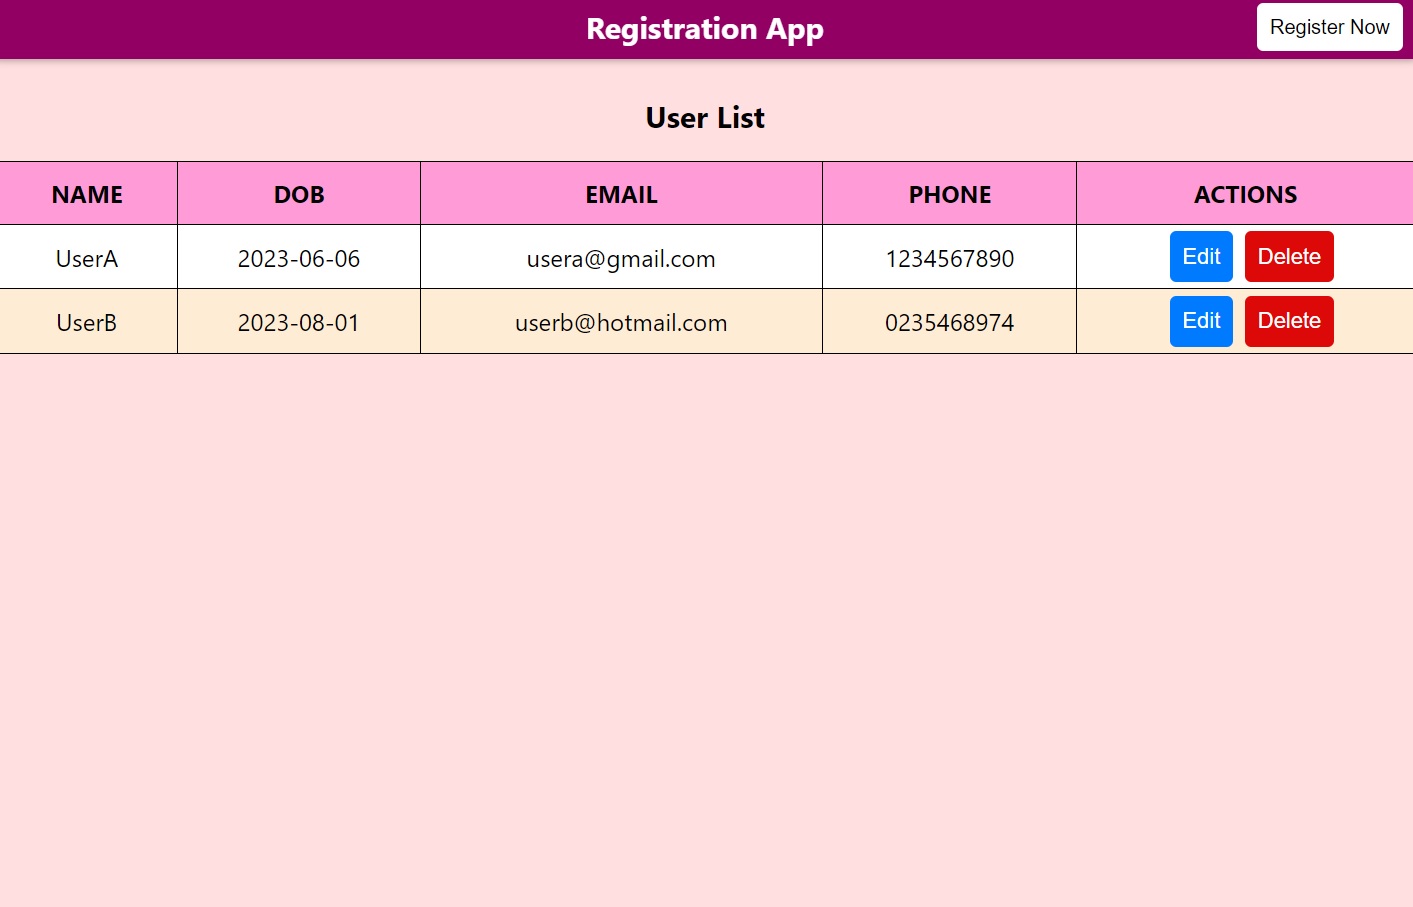 Registration App Register Now
User List
NAME DOB EMAIL PHONE ACTIONS
UserA 2023-06-06 usera@gmail.com 1234567890 Edit Delete
UserB 2023-08-01 userb@hotmail.com 0235468974 Edit Delete